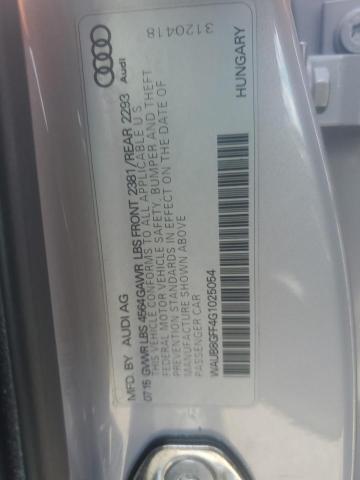 MFD. BY AUDI AG
07/15 GVWR LBS 4564 GAWR LBS FRONT 2381/REAR 2293
THIS VEHICLE CONFORMS TO ALL APPLICABLE U S
FEDERAL MOTOR VEHICLE SAFETY, BUMPER AND THEFT
PREVENTION STANDARDS IN EFFECT ON THE DATE OF
MANUFACTURE SHOWN ABOVE
PASSENGER CAR
WAUB8GFF4G1025054
HUNGARY
Audi
3120418